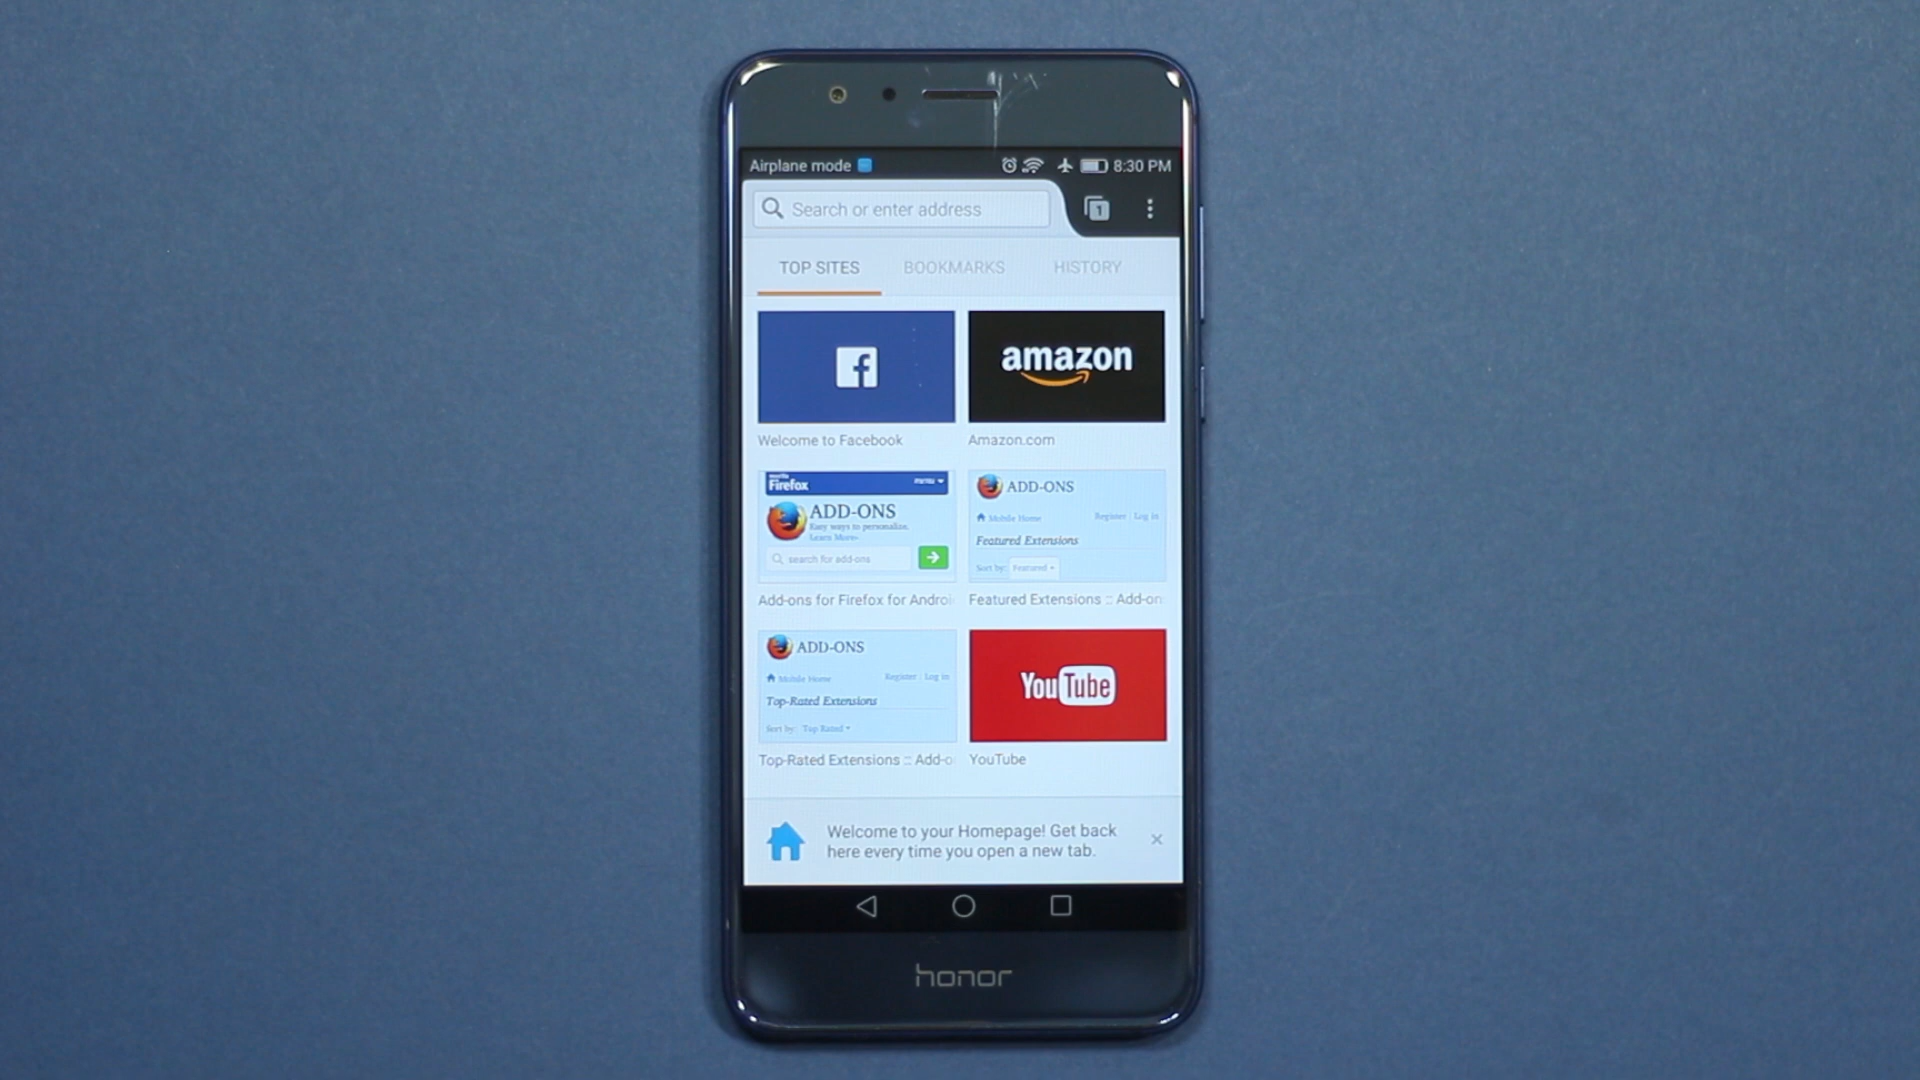 Airplane mode
8:30 PM
Search or enter address
1
TOP SITES
BOOKMARKS
HISTORY
amazon
Welcome to Facebook
Amazon.com
mozilla
Firefox
MENU
ADD-ONS
Easy ways to personalize.
Learn More»
search for add-ons
ADD-ONS
Mobile Home
Register | Log in
Featured Extensions
Sort by: Featured
Add-ons for Firefox for Androi
Featured Extensions :: Add-on
ADD-ONS
Mobile Home
Register | Log in
Top-Rated Extensions
Sort by: Top Rated
YouTube
Top-Rated Extensions :: Add-o
YouTube
Welcome to your Homepage! Get back
here every time you open a new tab.
honor